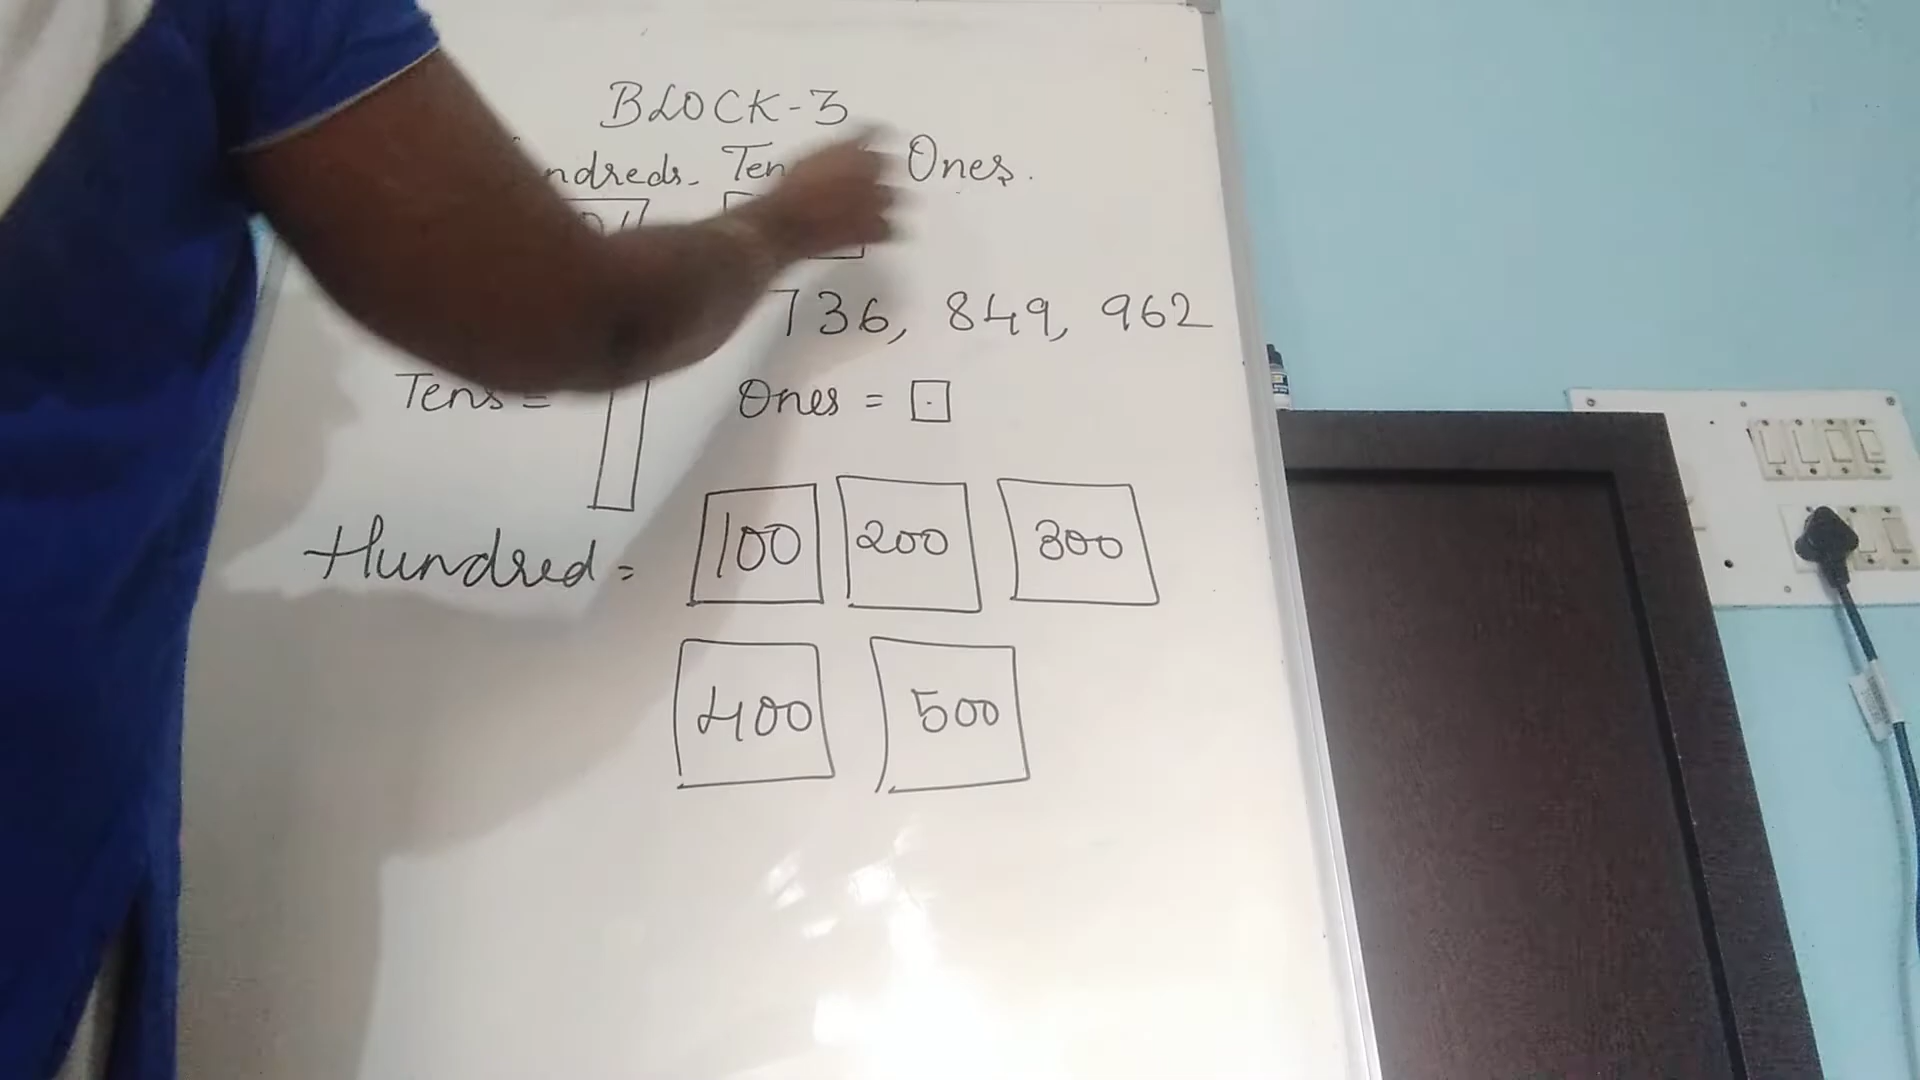 BLOCK-3
Ones.
736, 849, 962
Tens = Ones =
Hundred = 100 200 300
400 500